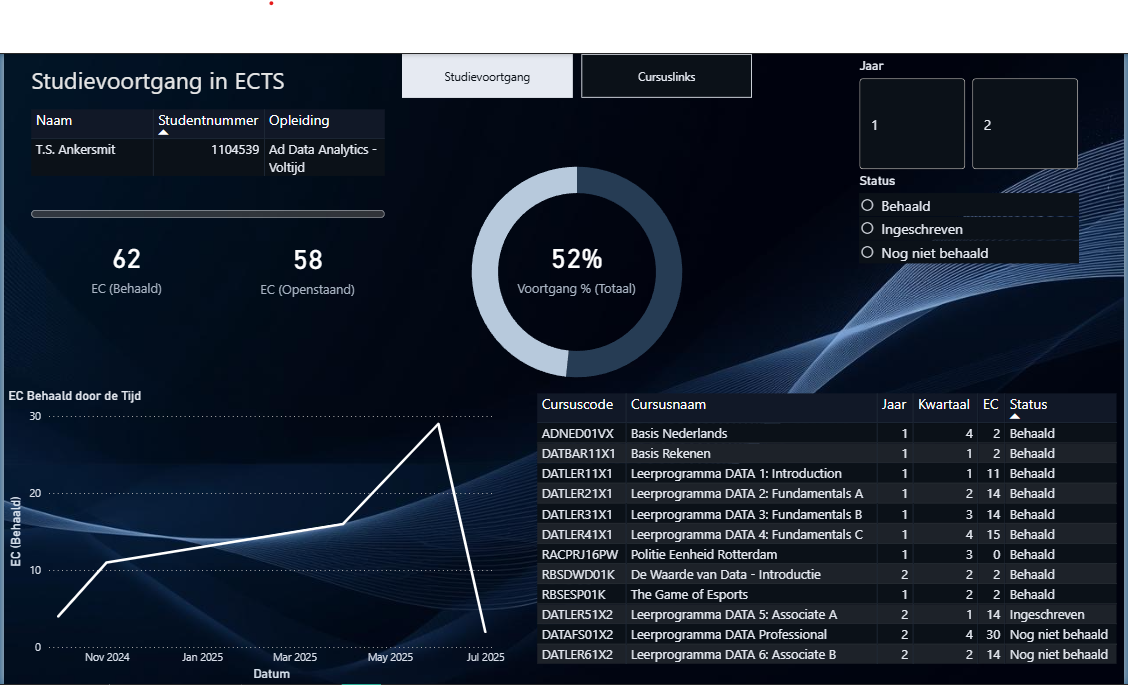 Studievoortgang in ECTS
Studievoortgang
Cursuslinks
Jaar
1
2
Naam Studentnummer Opleiding
T.S. Ankersmit 1104539 Ad Data Analytics -
Voltijd
Status
Behaald
Ingeschreven
Nog niet behaald
62
EC (Behaald)
58
EC (Openstaand)
52%
Voortgang % (Totaal)
EC Behaald door de Tijd
EC (Behaald)
30
20
10
0
Nov 2024 Jan 2025 Mar 2025 May 2025 Jul 2025
Datum
Cursuscode Cursusnaam Jaar Kwartaal EC Status
ADNED01VX Basis Nederlands 1 4 2 Behaald
DATBAR11X1 Basis Rekenen 1 1 2 Behaald
DATLER11X1 Leerprogramma DATA 1: Introduction 1 1 11 Behaald
DATLER21X1 Leerprogramma DATA 2: Fundamentals A 1 2 14 Behaald
DATLER31X1 Leerprogramma DATA 3: Fundamentals B 1 3 14 Behaald
DATLER41X1 Leerprogramma DATA 4: Fundamentals C 1 4 15 Behaald
RACPRJ16PW Politie Eenheid Rotterdam 1 3 0 Behaald
RBSDWD01K De Waarde van Data - Introductie 2 2 2 Behaald
RBSESP01K The Game of Esports 1 2 2 Behaald
DATLER51X2 Leerprogramma DATA 5: Associate A 2 1 14 Ingeschreven
DATAFS01X2 Leerprogramma DATA Professional 2 4 30 Nog niet behaald
DATLER61X2 Leerprogramma DATA 6: Associate B 2 2 14 Nog niet behaald